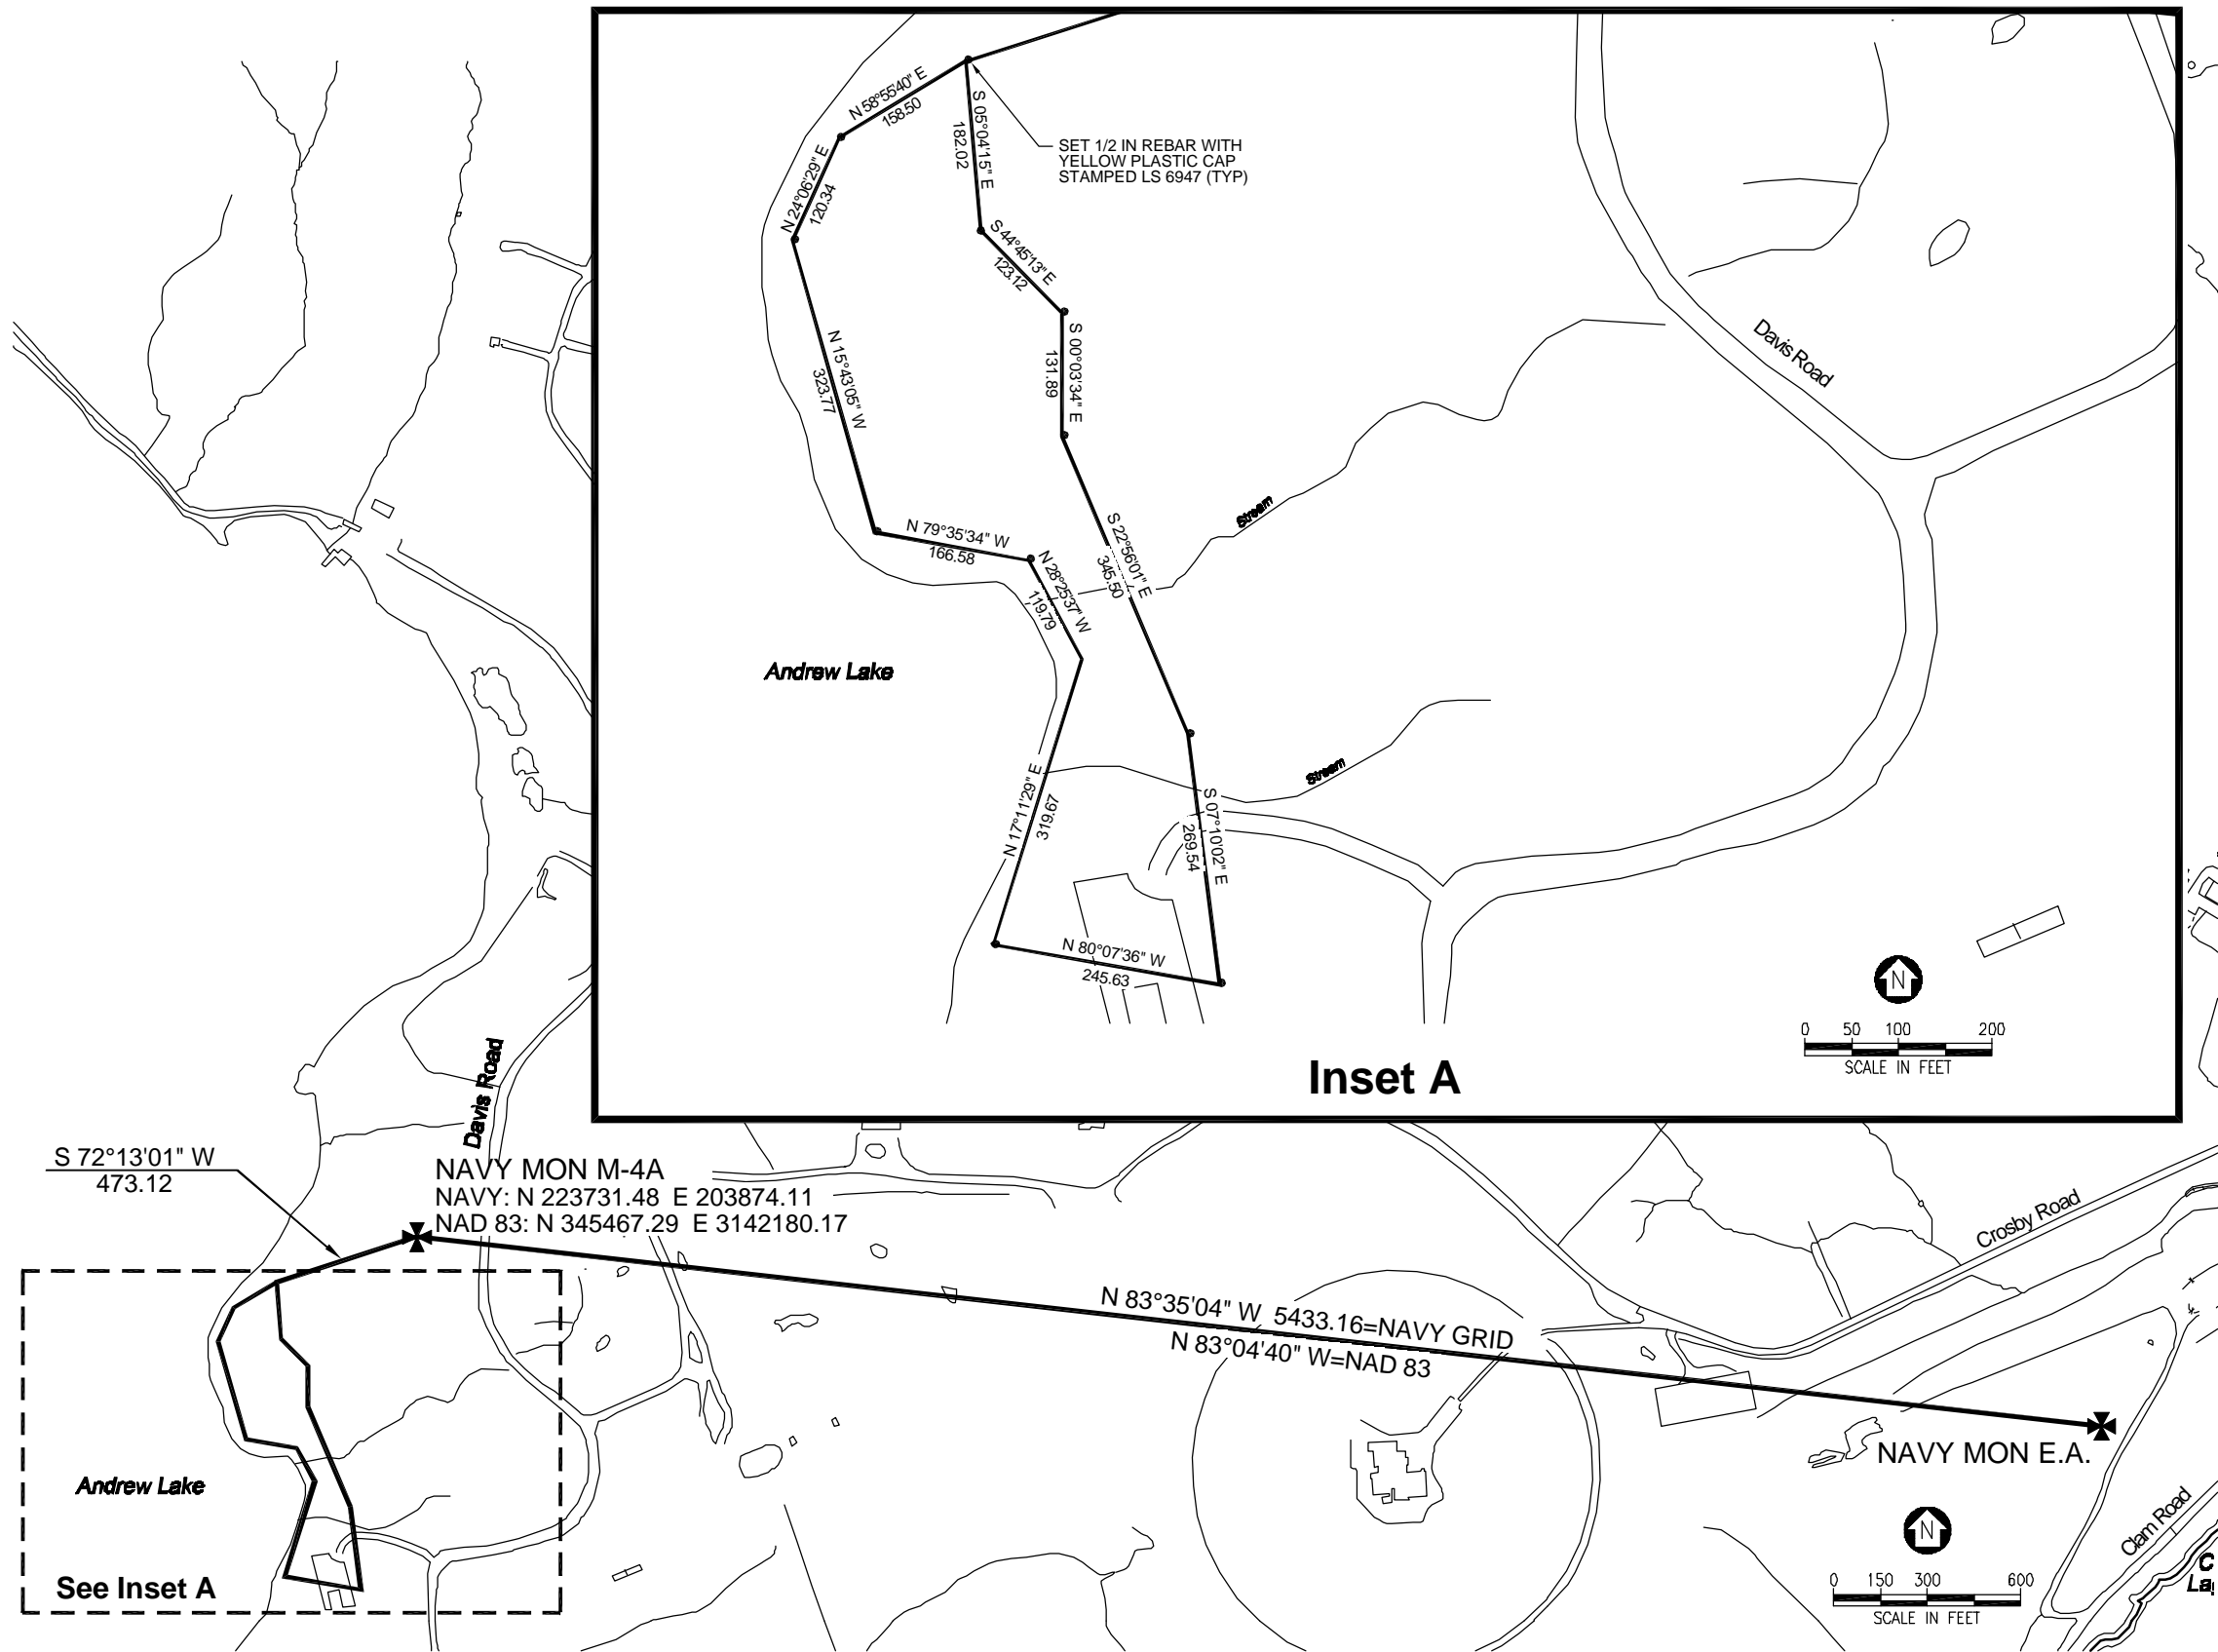 N 58°55'40" E
158.50
S 05°04'15" E
182.02
SET 1/2 IN REBAR WITH
YELLOW PLASTIC CAP
STAMPED LS 6947 (TYP)
N 24°06'29" E
120.34
S 44°45'13" E
123.12
S 00°03'34" E
131.89
N 15°43'05" W
323.77
Davis Road
N 79°35'34" W
166.58
N 28°25'37" W
119.79
S 22°56'01" E
345.50
Stream
Andrew Lake
Stream
N 17°11'29" E
319.67
S 07°10'02" E
269.54
N 80°07'36" W
245.63
N
0 50 100 200
SCALE IN FEET
Inset A
Davis Road
S 72°13'01" W
473.12
NAVY MON M-4A
NAVY: N 223731.48 E 203874.11
NAD 83: N 345467.29 E 3142180.17
Crosby Road
N 83°35'04" W 5433.16=NAVY GRID
N 83°04'40" W=NAD 83
NAVY MON E.A.
Andrew Lake
See Inset A
Clam Road
N
0 150 300 600
SCALE IN FEET